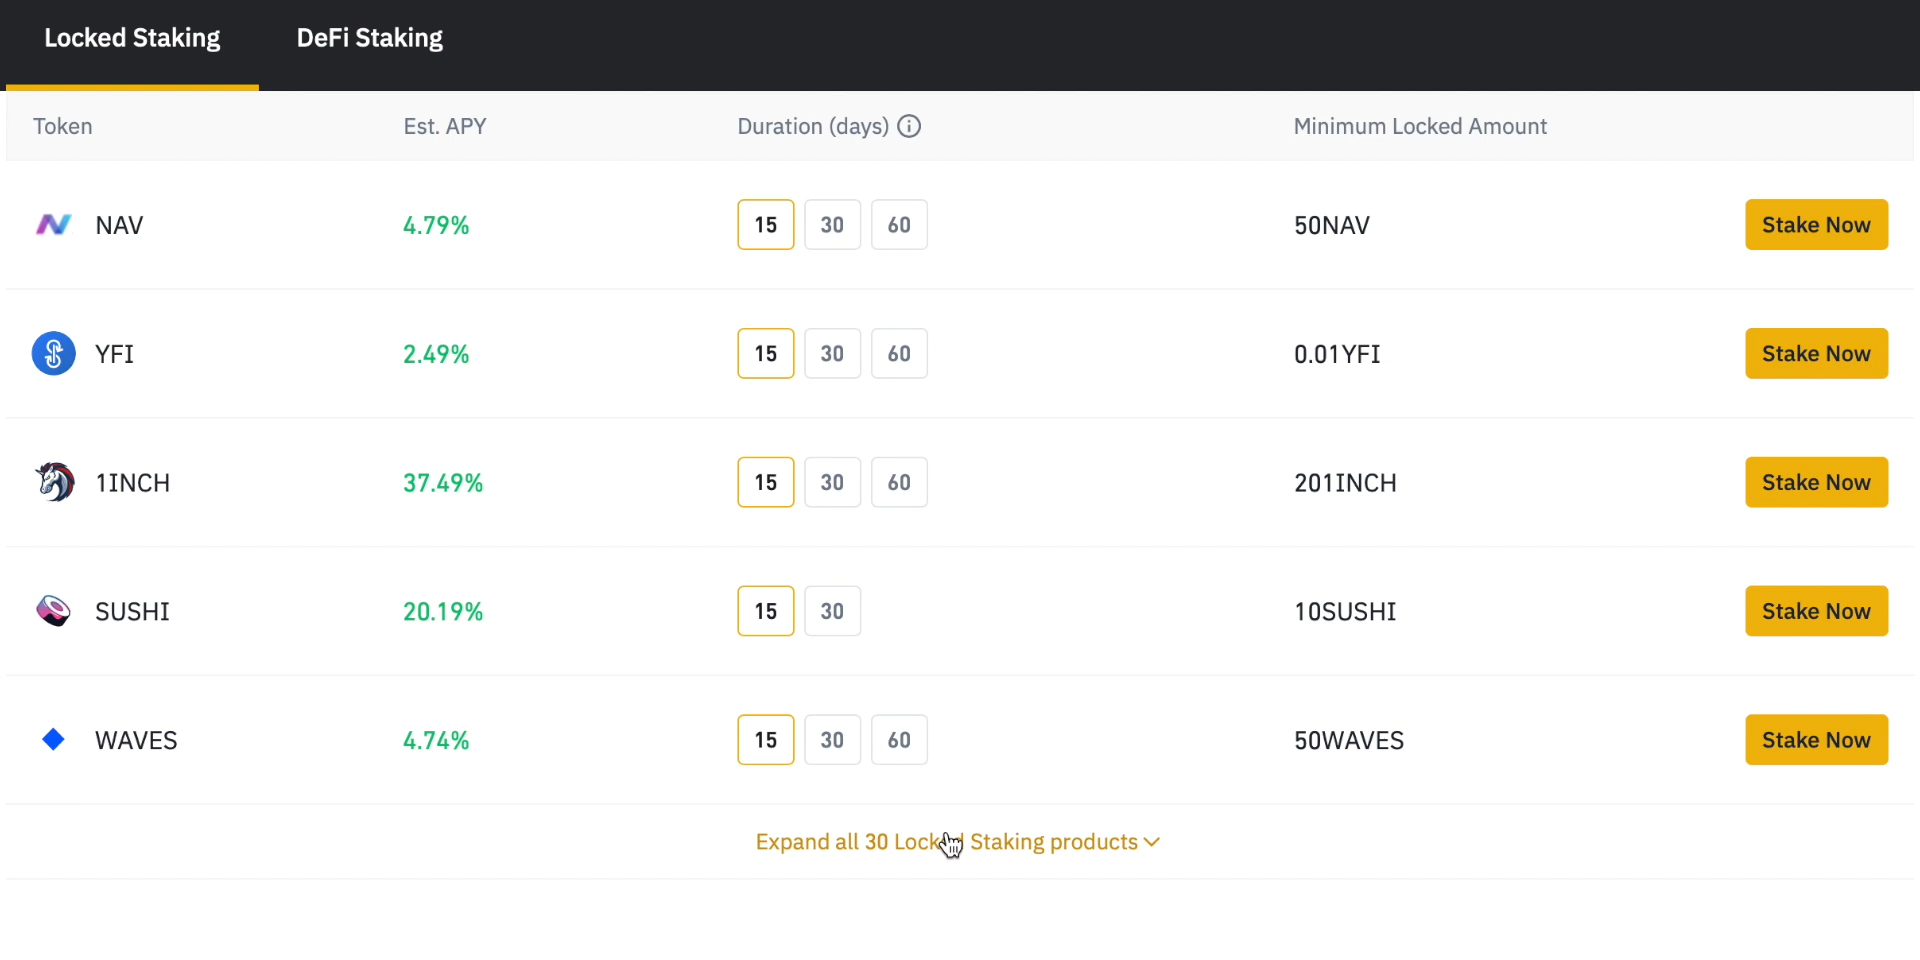 Locked Staking DeFi Staking
Token Est. APY Duration (days) Minimum Locked Amount
NAV 4.79% 15 30 60 50NAV Stake Now
YFI 2.49% 15 30 60 0.01YFI Stake Now
1INCH 37.49% 15 30 60 201INCH Stake Now
SUSHI 20.19% 15 30 10SUSHI Stake Now
WAVES 4.74% 15 30 60 50WAVES Stake Now
Expand all 30 Locked Staking products